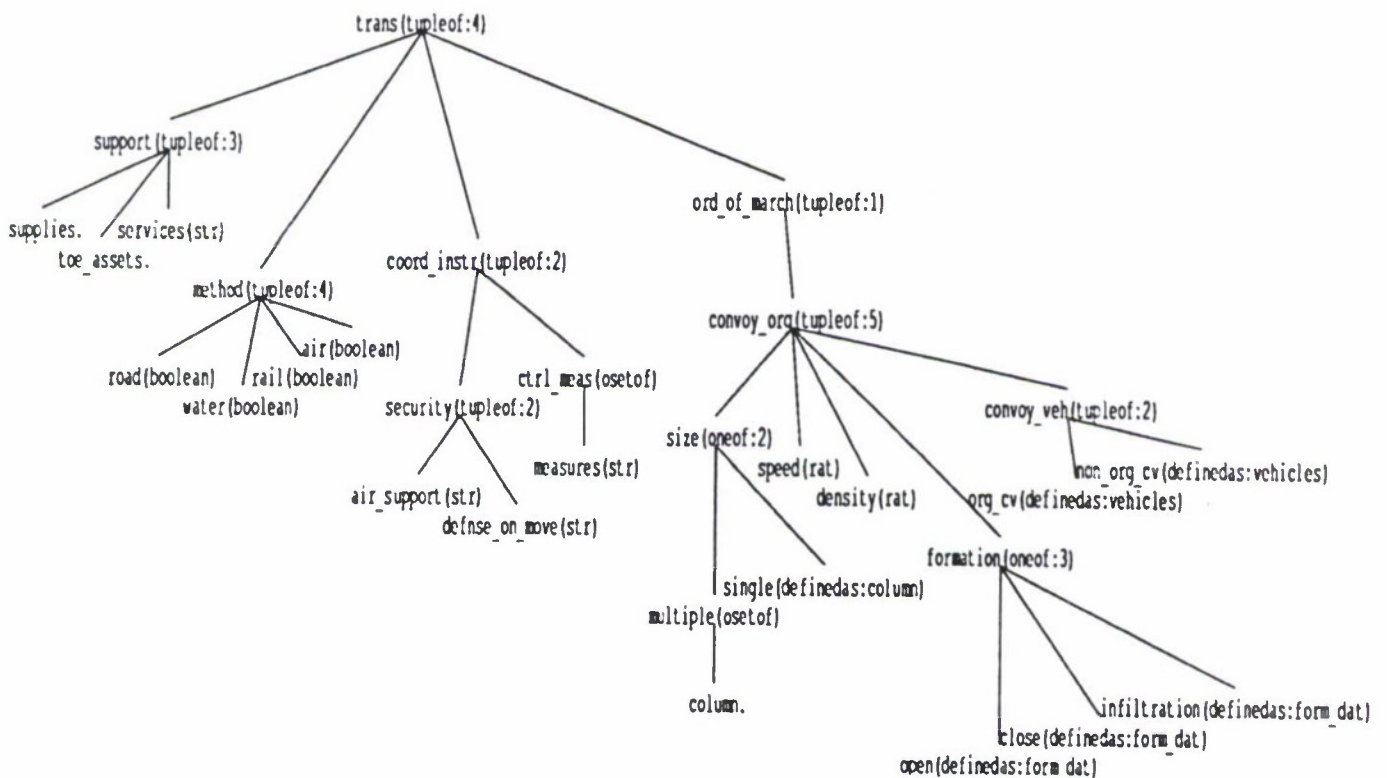 trans(tupleof:4)
support(tupleof:3)
supplies.
services(str)
toe_assets.
ord_of_march(tupleof:1)
coord_instr(tupleof:2)
method(tupleof:4)
convoy_org(tupleof:5)
air(boolean)
road(boolean)
rail(boolean)
water(boolean)
ctrl_meas(osetof)
security(tupleof:2)
convoy_veh(tupleof:2)
size(oneof:2)
measures(str)
speed(rat)
non_org_cv(definedas:vehicles)
air_support(str)
density(rat)
org_cv(definedas:vehicles)
defnse_on_move(str)
formation(oneof:3)
single(definedas:column)
multiple(osetof)
column.
infiltration(definedas:form_dat)
close(definedas:form_dat)
open(definedas:form_dat)